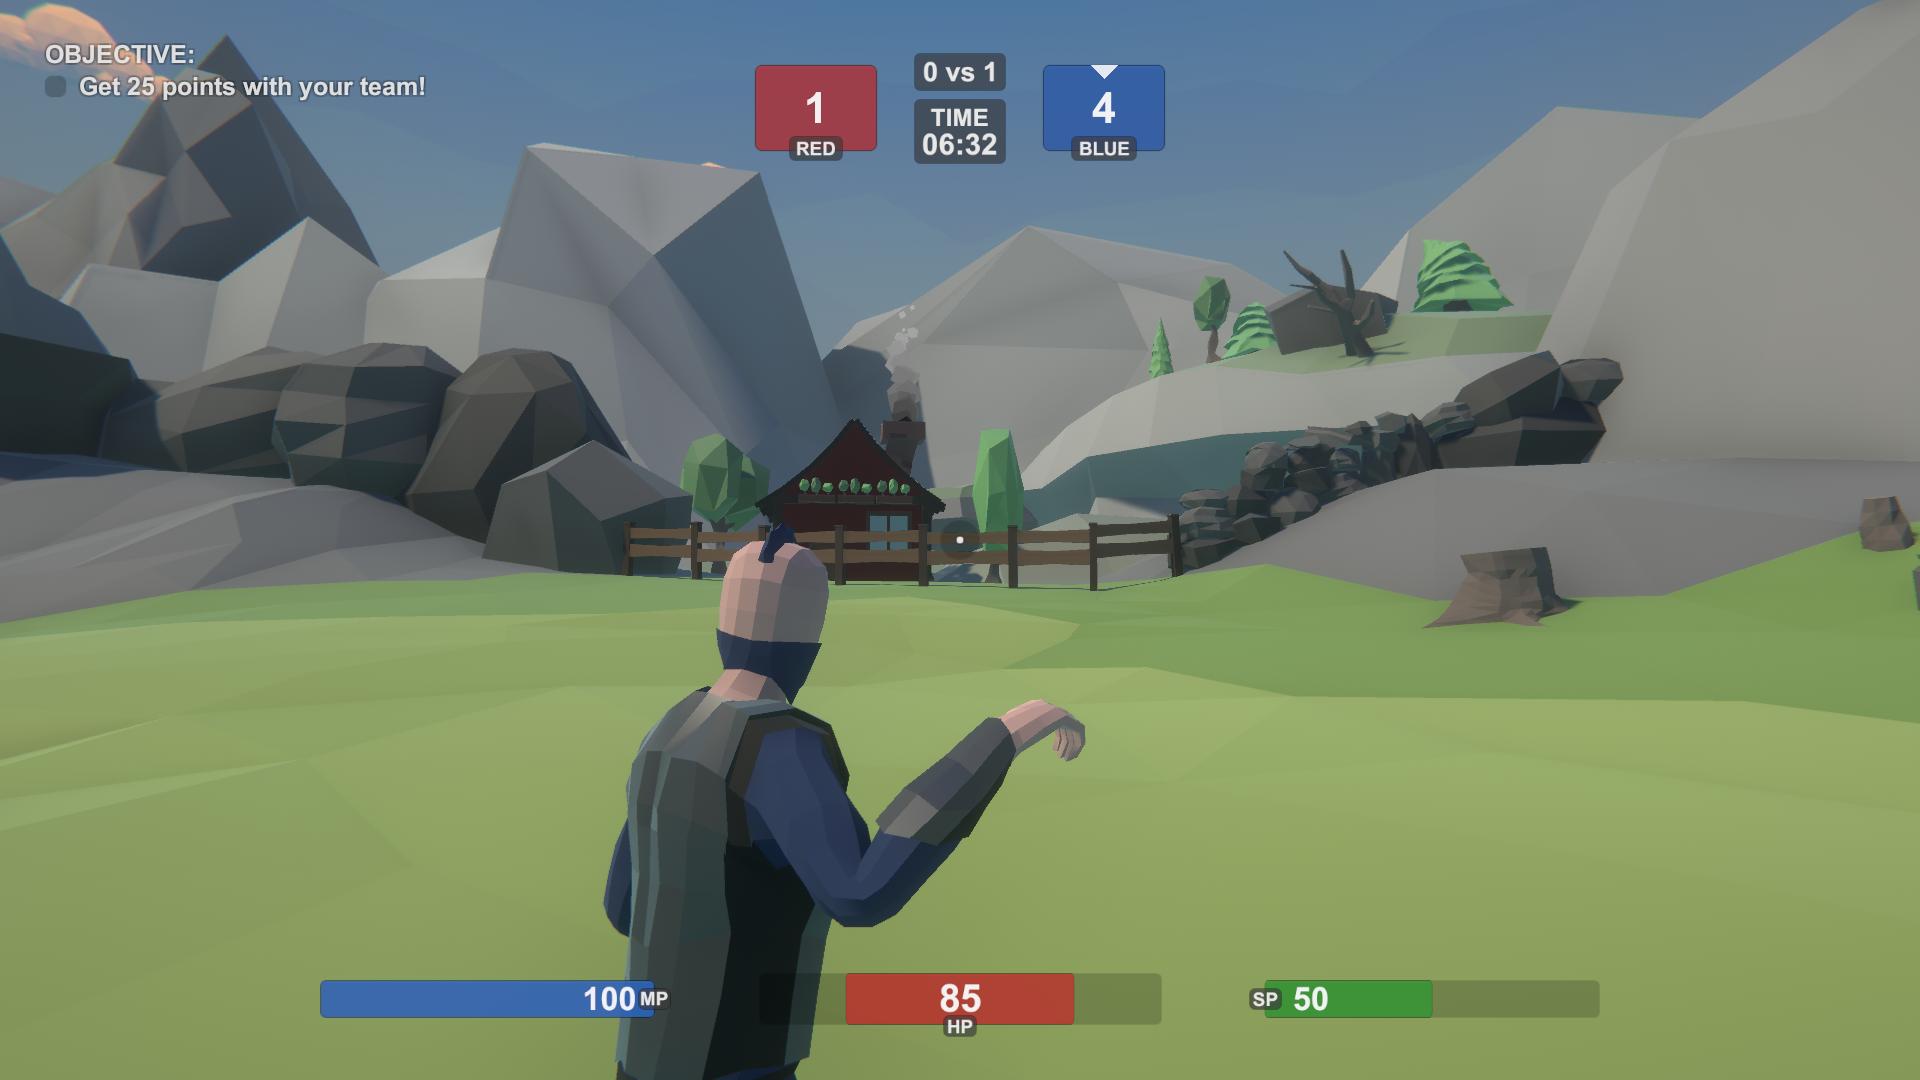 OBJECTIVE:
Get 25 points with your team!
1
RED
0 vs 1
TIME
06:32
4
BLUE
100 MP
85
HP
SP 50